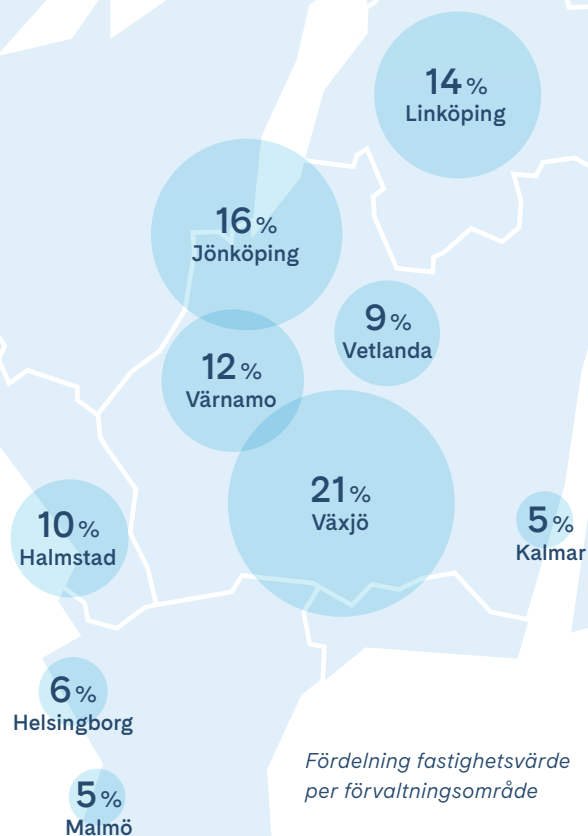 14 %
Linköping
16 %
Jönköping
9 %
Vetlanda
12 %
Värnamo
21 %
Växjö
10 %
Halmstad
5 %
Kalmar
6 %
Helsingborg
5 %
Malmö
Fördelning fastighetsvärde
per förvaltningsområde